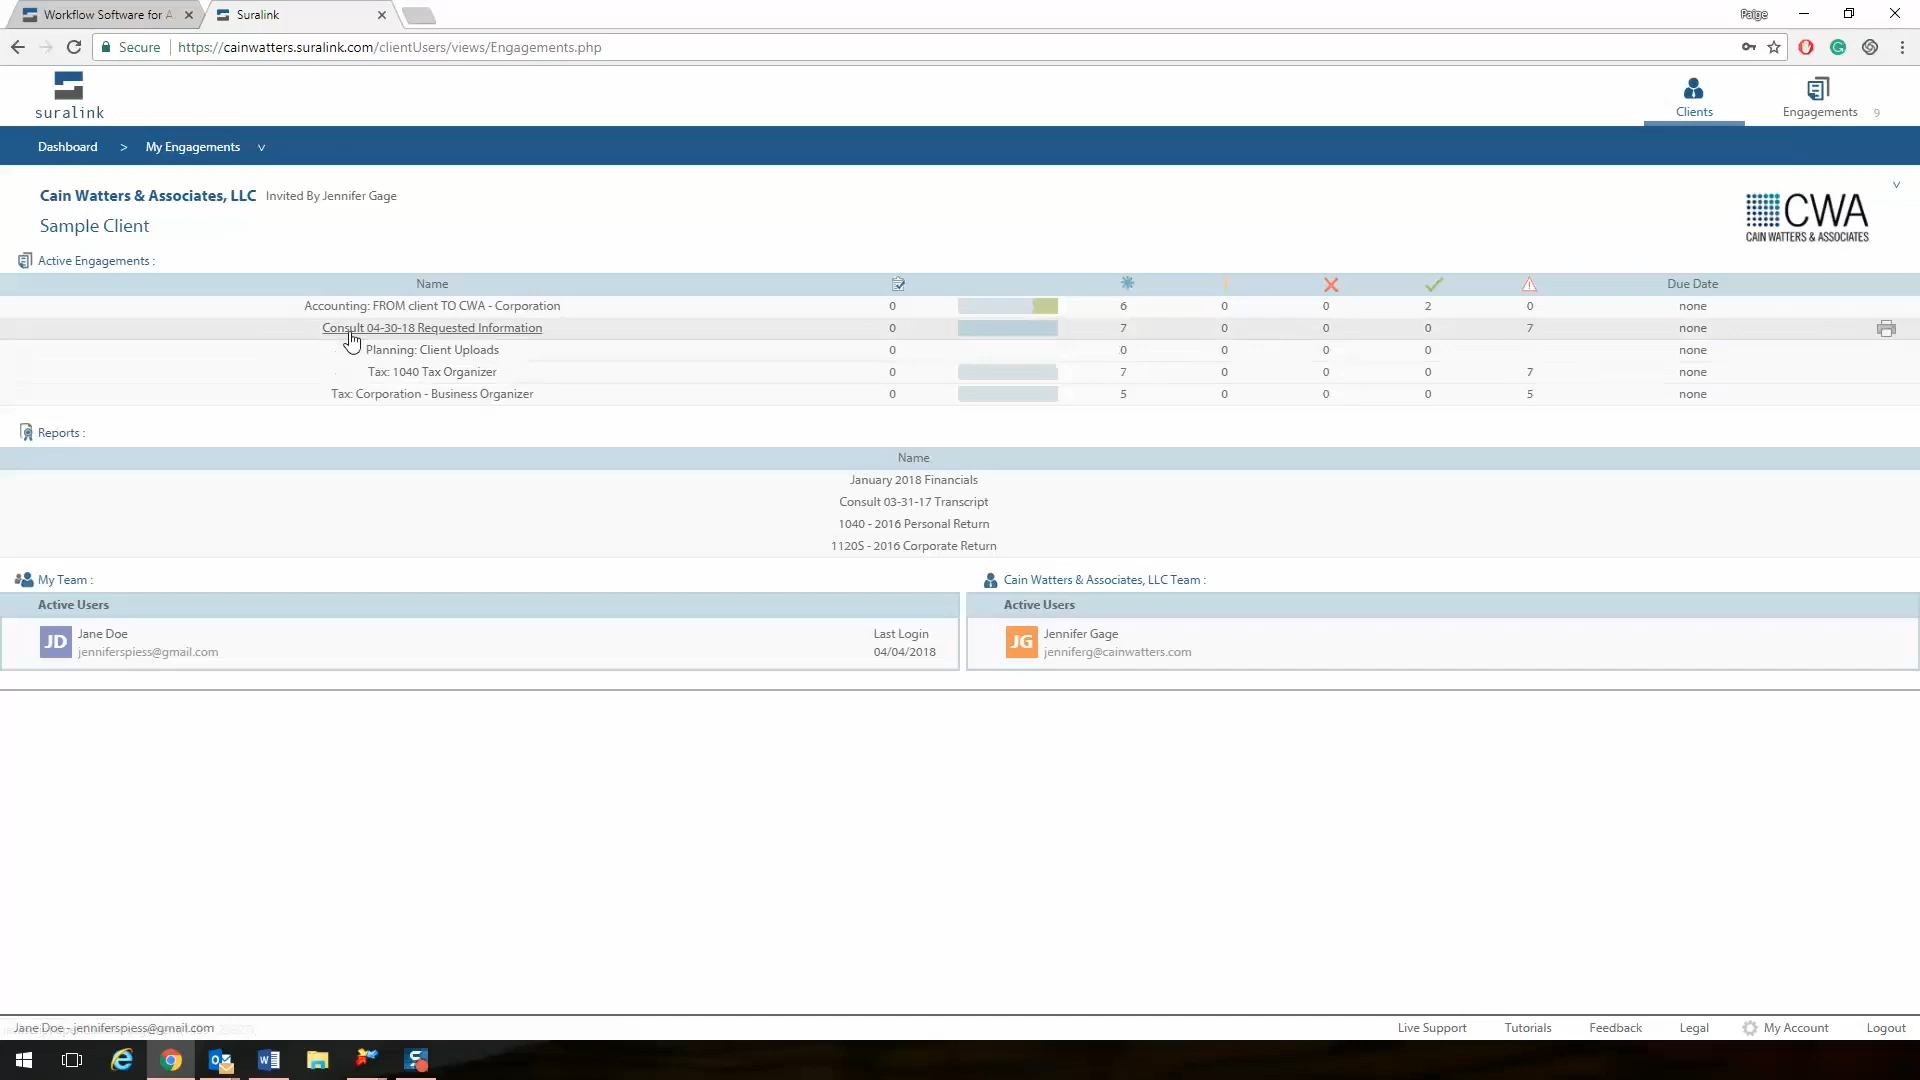 Workflow Software for A
Suralink
Paige
Secure https://cainwatters.suralink.com/clientUsers/views/Engagements.php
suralink
Clients
Engagements 9
Dashboard > My Engagements v
Cain Watters & Associates, LLC Invited By Jennifer Gage
Sample Client
CWA
CAIN WATTERS & ASSOCIATES
Active Engagements :
Name Due Date
Accounting: FROM client TO CWA - Corporation 0 6 0 0 2 0 none
Consult 04-30-18 Requested Information 0 7 0 0 0 7 none
Planning: Client Uploads 0 0 0 0 0 none
Tax: 1040 Tax Organizer 0 7 0 0 0 7 none
Tax: Corporation - Business Organizer 0 5 0 0 0 5 none
Reports :
Name
January 2018 Financials
Consult 03-31-17 Transcript
1040 - 2016 Personal Return
1120S - 2016 Corporate Return
My Team :
Active Users
JD Jane Doe Last Login
jenniferspiess@gmail.com 04/04/2018
Cain Watters & Associates, LLC Team :
Active Users
JG Jennifer Gage
jenniferg@cainwatters.com
Jane Doe - jenniferspiess@gmail.com
Live Support Tutorials Feedback Legal My Account Logout